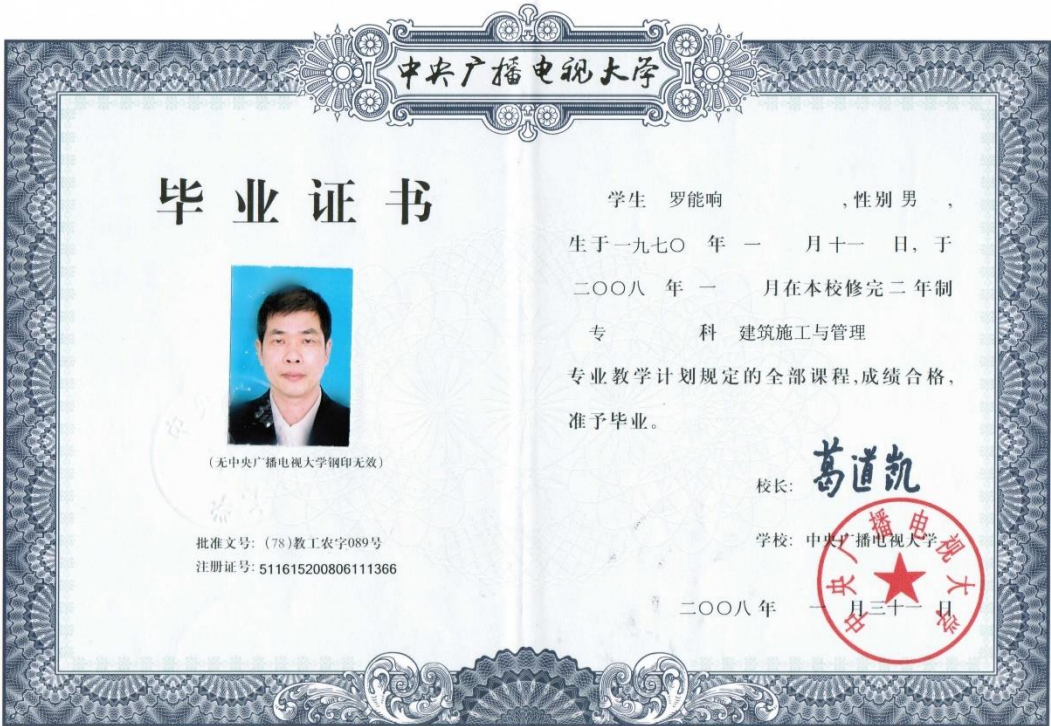 中央广播电视大学
毕业证书
(无中央广播电视大学钢印无效)
批准文号:(78)教工农字089号
注册证号:511615200806111366
学生 罗能响 ,性别 男 ,
生于一九七〇 年 一 月十一 日, 于
二〇〇八 年 一 月在本校修完 二 年制
专 科 建筑施工与管理
专业教学计划规定的全部课程,成绩合格,
准予毕业。
校长: 葛道凯
学校: 中央广播电视大学
二〇〇八 年 一 月三十一 日
中央广播电视大学